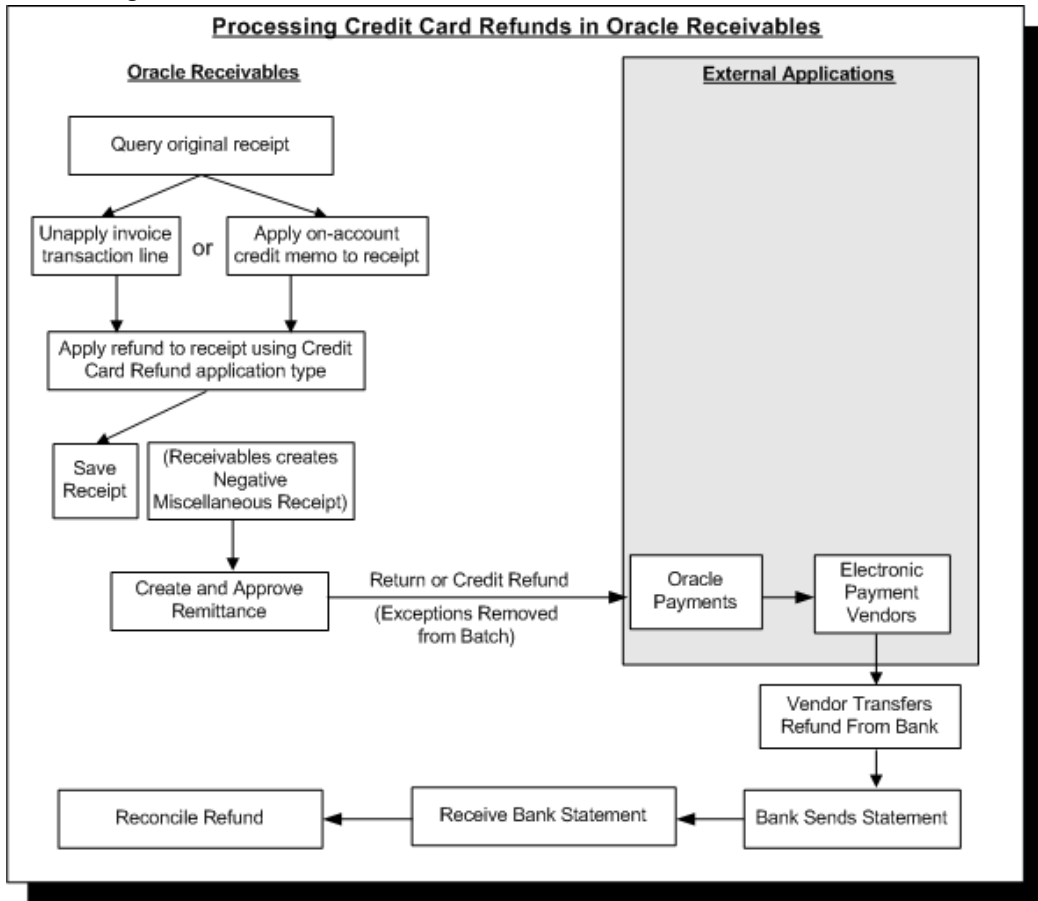 Processing Credit Card Refunds in Oracle Receivables
Oracle Receivables
External Applications
Query original receipt
Unapply invoice
transaction line
or
Apply on-account
credit memo to receipt
Apply refund to receipt using Credit
Card Refund application type
Save
Receipt
(Receivables creates
Negative
Miscellaneous Receipt)
Create and Approve
Remittance
Return or Credit Refund
(Exceptions Removed
from Batch)
Oracle
Payments
Electronic
Payment
Vendors
Vendor Transfers
Refund From Bank
Bank Sends Statement
Receive Bank Statement
Reconcile Refund